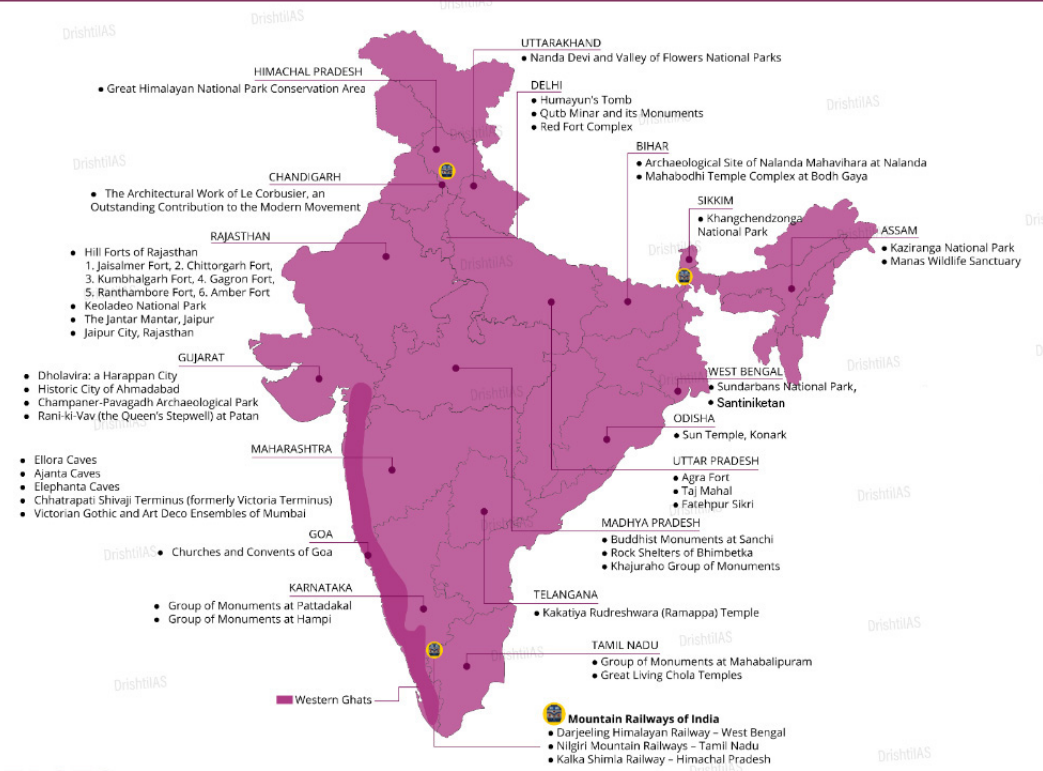 UTTARAKHAND
• Nanda Devi and Valley of Flowers National Parks
HIMACHAL PRADESH
• Great Himalayan National Park Conservation Area
DELHI
• Humayun's Tomb
• Qutb Minar and its Monuments
• Red Fort Complex
BIHAR
• Archaeological Site of Nalanda Mahavihara at Nalanda
• Mahabodhi Temple Complex at Bodh Gaya
CHANDIGARH
• The Architectural Work of Le Corbusier, an
Outstanding Contribution to the Modern Movement
SIKKIM
• Khangchendzonga
National Park
ASSAM
• Kaziranga National Park
• Manas Wildlife Sanctuary
RAJASTHAN
• Hill Forts of Rajasthan
1. Jaisalmer Fort, 2. Chittorgarh Fort,
3. Kumbhalgarh Fort, 4. Gagron Fort,
5. Ranthambore Fort, 6. Amber Fort
• Keoladeo National Park
• The Jantar Mantar, Jaipur
• Jaipur City, Rajasthan
GUJARAT
• Dholavira: a Harappan City
• Historic City of Ahmadabad
• Champaner-Pavagadh Archaeological Park
• Rani-ki-Vav (the Queen's Stepwell) at Patan
WEST BENGAL
• Sundarbans National Park,
• Santiniketan
ODISHA
• Sun Temple, Konark
MAHARASHTRA
• Ellora Caves
• Ajanta Caves
• Elephanta Caves
• Chhatrapati Shivaji Terminus (formerly Victoria Terminus)
• Victorian Gothic and Art Deco Ensembles of Mumbai
UTTAR PRADESH
• Agra Fort
• Taj Mahal
• Fatehpur Sikri
MADHYA PRADESH
• Buddhist Monuments at Sanchi
• Rock Shelters of Bhimbetka
• Khajuraho Group of Monuments
GOA
• Churches and Convents of Goa
KARNATAKA
• Group of Monuments at Pattadakal
• Group of Monuments at Hampi
TELANGANA
• Kakatiya Rudreshwara (Ramappa) Temple
TAMIL NADU
• Group of Monuments at Mahabalipuram
• Great Living Chola Temples
Western Ghats
Mountain Railways of India
• Darjeeling Himalayan Railway – West Bengal
• Nilgiri Mountain Railways – Tamil Nadu
• Kalka Shimla Railway – Himachal Pradesh
DrishtiIAS
DrishtiIAS
DrishtiIAS
DrishtiIAS
DrishtiIAS
DrishtiIAS
DrishtiIAS
DrishtiIAS
DrishtiIAS
DrishtiIAS
DrishtiIAS
DrishtiIAS